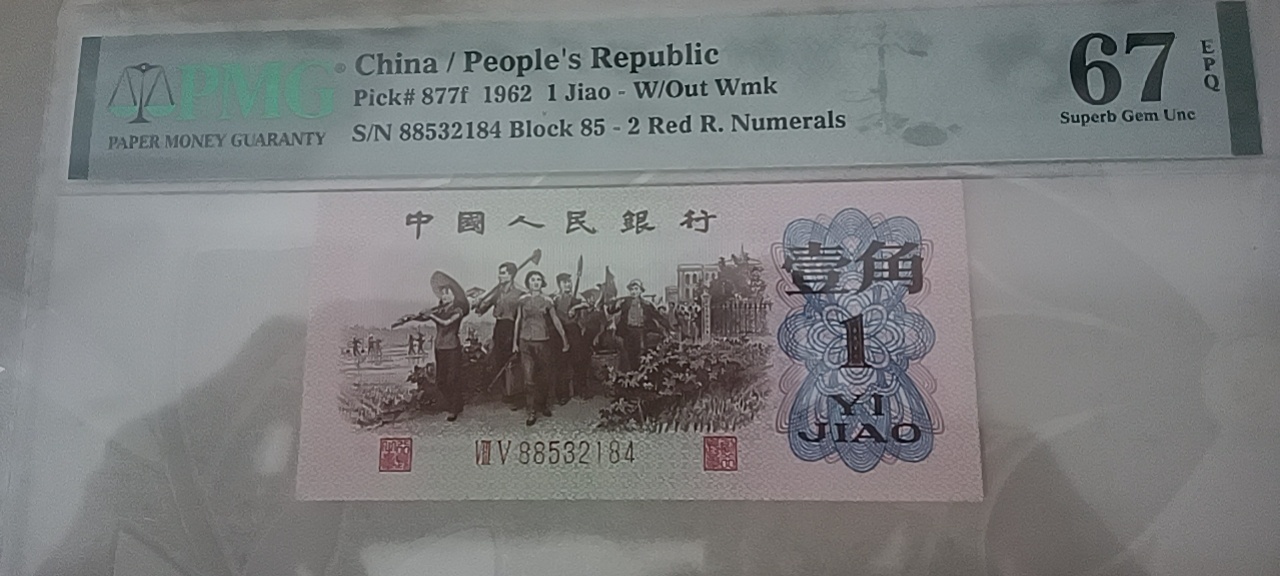 PMG
PAPER MONEY GUARANTY
China / People's Republic
Pick# 877f 1962 1 Jiao - W/Out Wmk
S/N 88532184 Block 85 - 2 Red R. Numerals
67 EPQ
Superb Gem Unc
中國人民銀行
壹角
1
YI
JIAO
ⅧⅤ 88532184